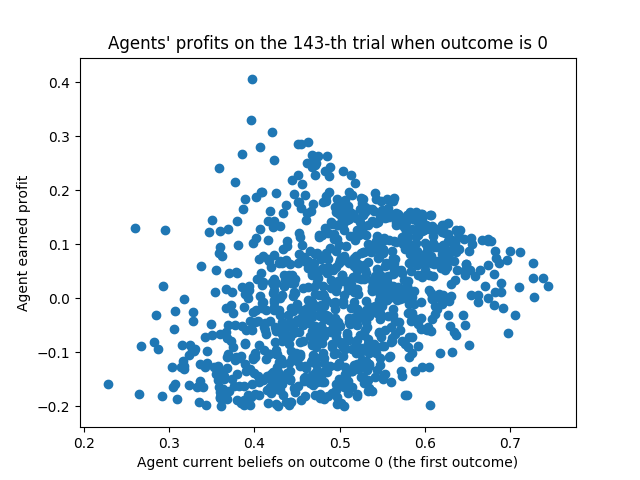 Agents' profits on the 143-th trial when outcome is 0
0.4
0.3
0.2
0.1
0.0
−0.1
−0.2
Agent earned profit
0.2 0.3 0.4 0.5 0.6 0.7
Agent current beliefs on outcome 0 (the first outcome)